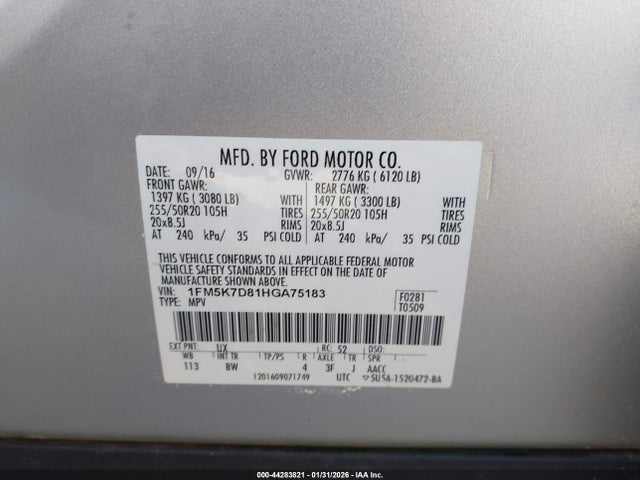 MFD. BY FORD MOTOR CO.
DATE: 09/16 GVWR: 2776 KG ( 6120 LB)
FRONT GAWR: REAR GAWR:
1397 KG ( 3080 LB) WITH 1497 KG ( 3300 LB) WITH
255/50R20 105H TIRES 255/50R20 105H TIRES
20x8.5J RIMS 20x8.5J RIMS
AT 240 kPa/ 35 PSI COLD AT 240 kPa/ 35 PSI COLD
THIS VEHICLE CONFORMS TO ALL APPLICABLE FEDERAL MOTOR
VEHICLE SAFETY STANDARDS IN EFFECT ON THE DATE OF
MANUFACTURE SHOWN ABOVE.
VIN: 1FM5K7D81HGA75183 F0281
TYPE: MPV T0509
EXT PNT: UX RC: 52 DSO:
WB INT TR TP/PS R AXLE TR SPR
113 8W 4 3F J AACC
1201609071749 UTC 5U5A-1520472-BA
000-44283821 - 01/31/2026 - IAA Inc.